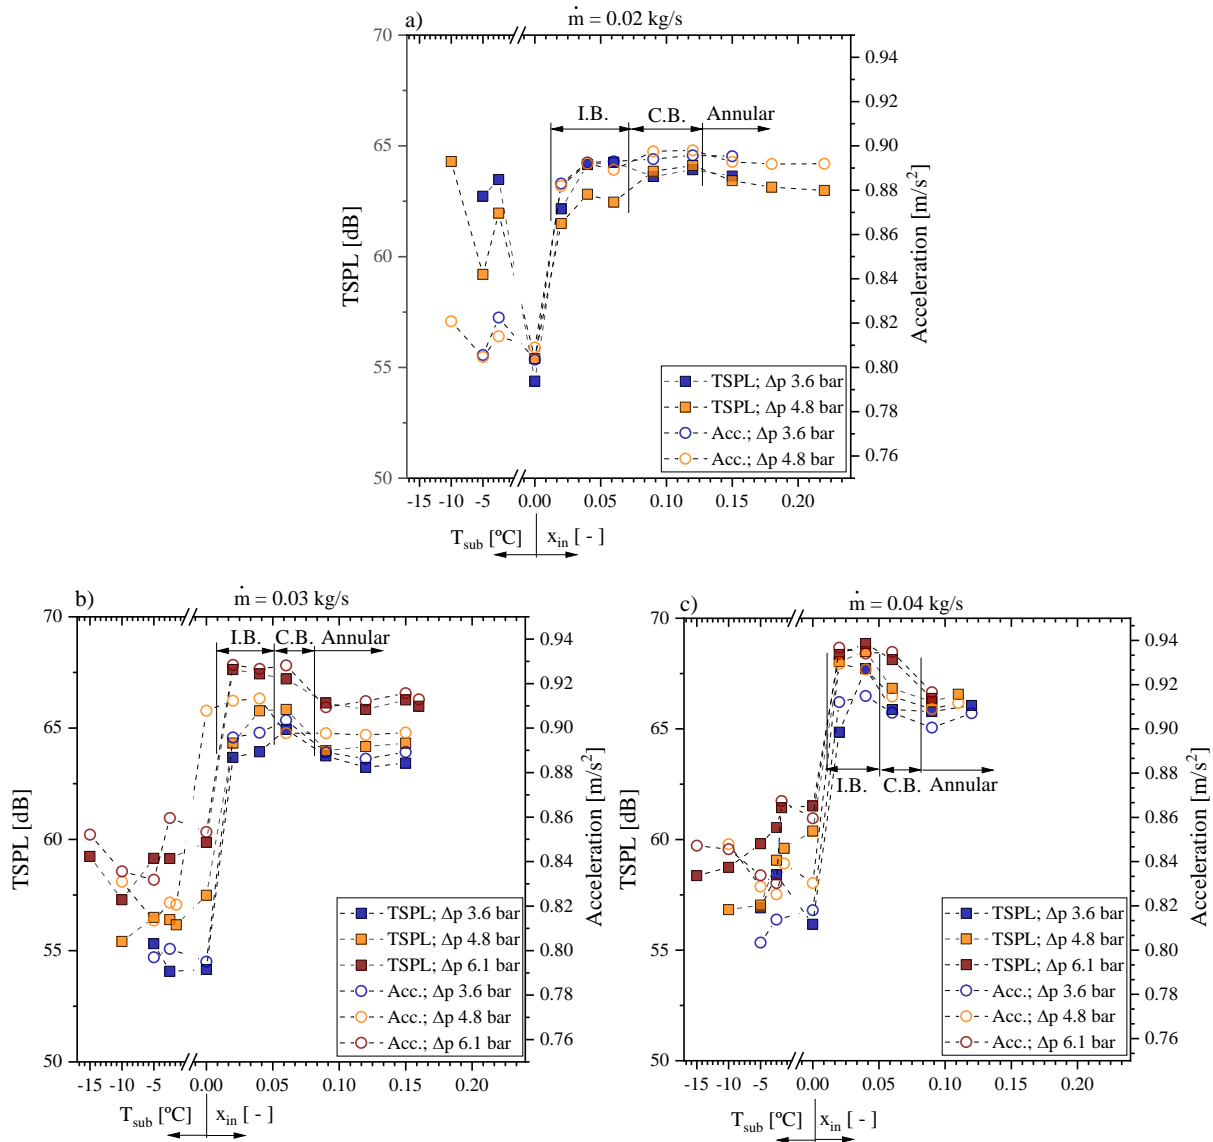 a)
ṁ = 0.02 kg/s
70
65
60
55
50
TSPL [dB]
0.94
0.92
0.90
0.88
0.86
0.84
0.82
0.80
0.78
0.76
Acceleration [m/s²]
I.B. C.B. Annular
TSPL; Δp 3.6 bar
TSPL; Δp 4.8 bar
Acc.; Δp 3.6 bar
Acc.; Δp 4.8 bar
-15 -10 -5 0.00 0.05 0.10 0.15 0.20
T_sub [ºC] x_in [ - ]
b)
ṁ = 0.03 kg/s
70
65
60
55
50
TSPL [dB]
0.94
0.92
0.90
0.88
0.86
0.84
0.82
0.80
0.78
0.76
Acceleration [m/s²]
I.B. C.B. Annular
TSPL; Δp 3.6 bar
TSPL; Δp 4.8 bar
TSPL; Δp 6.1 bar
Acc.; Δp 3.6 bar
Acc.; Δp 4.8 bar
Acc.; Δp 6.1 bar
-15 -10 -5 0.00 0.05 0.10 0.15 0.20
T_sub [ºC] x_in [ - ]
c)
ṁ = 0.04 kg/s
70
65
60
55
50
TSPL [dB]
0.94
0.92
0.90
0.88
0.86
0.84
0.82
0.80
0.78
0.76
Acceleration [m/s²]
I.B. C.B. Annular
TSPL; Δp 3.6 bar
TSPL; Δp 4.8 bar
TSPL; Δp 6.1 bar
Acc.; Δp 3.6 bar
Acc.; Δp 4.8 bar
Acc.; Δp 6.1 bar
-15 -10 -5 0.00 0.05 0.10 0.15 0.20
T_sub [ºC] x_in [ - ]